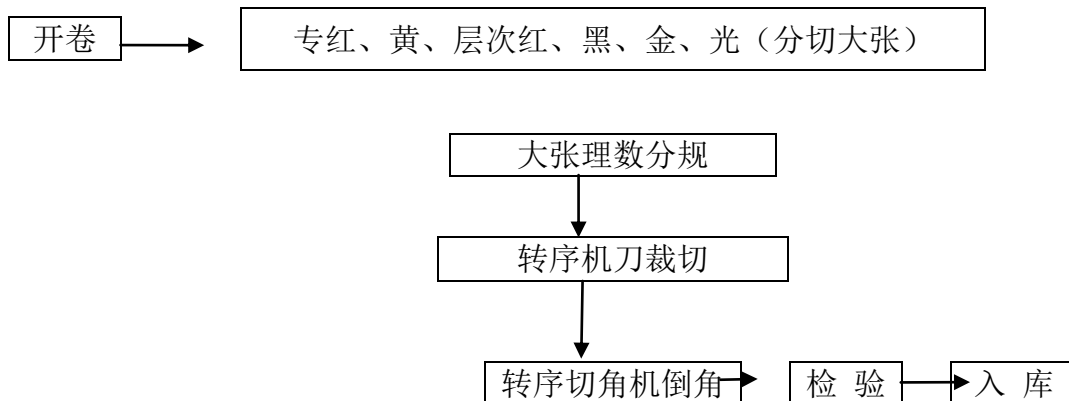 开卷
专红、黄、层次红、黑、金、光（分切大张）
大张理数分规
转序机刀裁切
转序切角机倒角
检 验
入 库